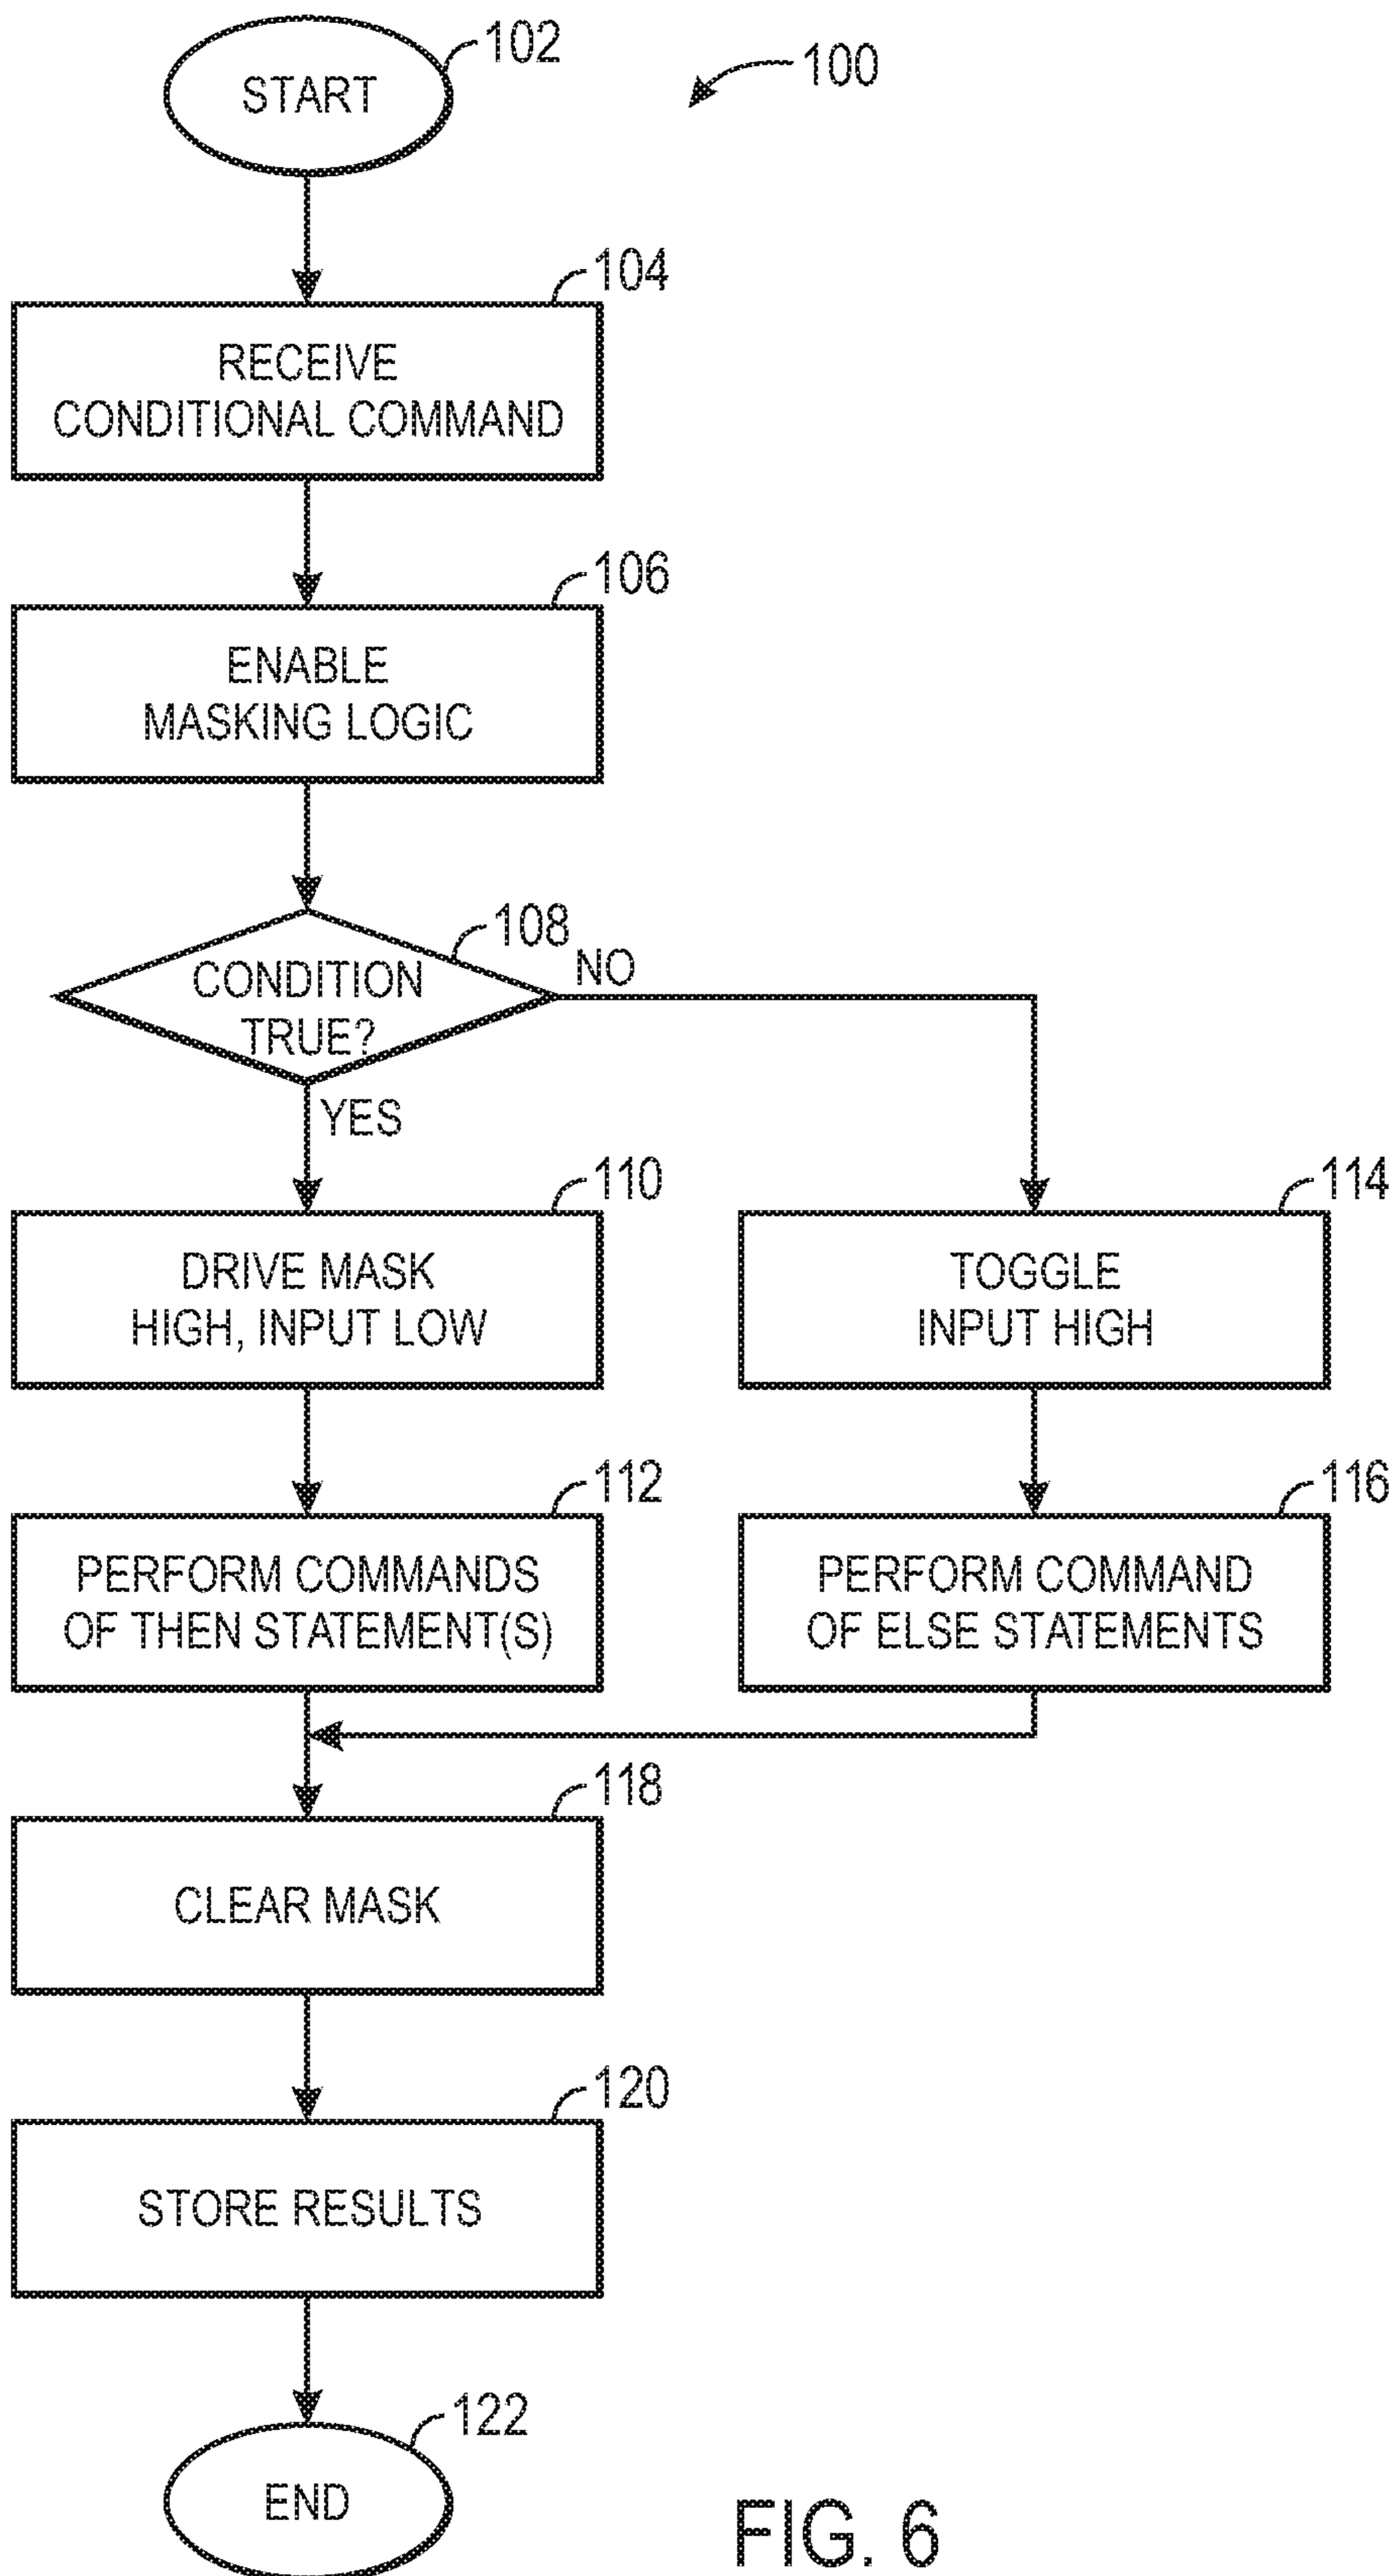 START
102
100
104
RECEIVE
CONDITIONAL COMMAND
106
ENABLE
MASKING LOGIC
108
CONDITION
TRUE?
NO
YES
110
DRIVE MASK
HIGH, INPUT LOW
114
TOGGLE
INPUT HIGH
112
PERFORM COMMANDS
OF THEN STATEMENT(S)
116
PERFORM COMMAND
OF ELSE STATEMENTS
118
CLEAR MASK
120
STORE RESULTS
122
END
FIG. 6